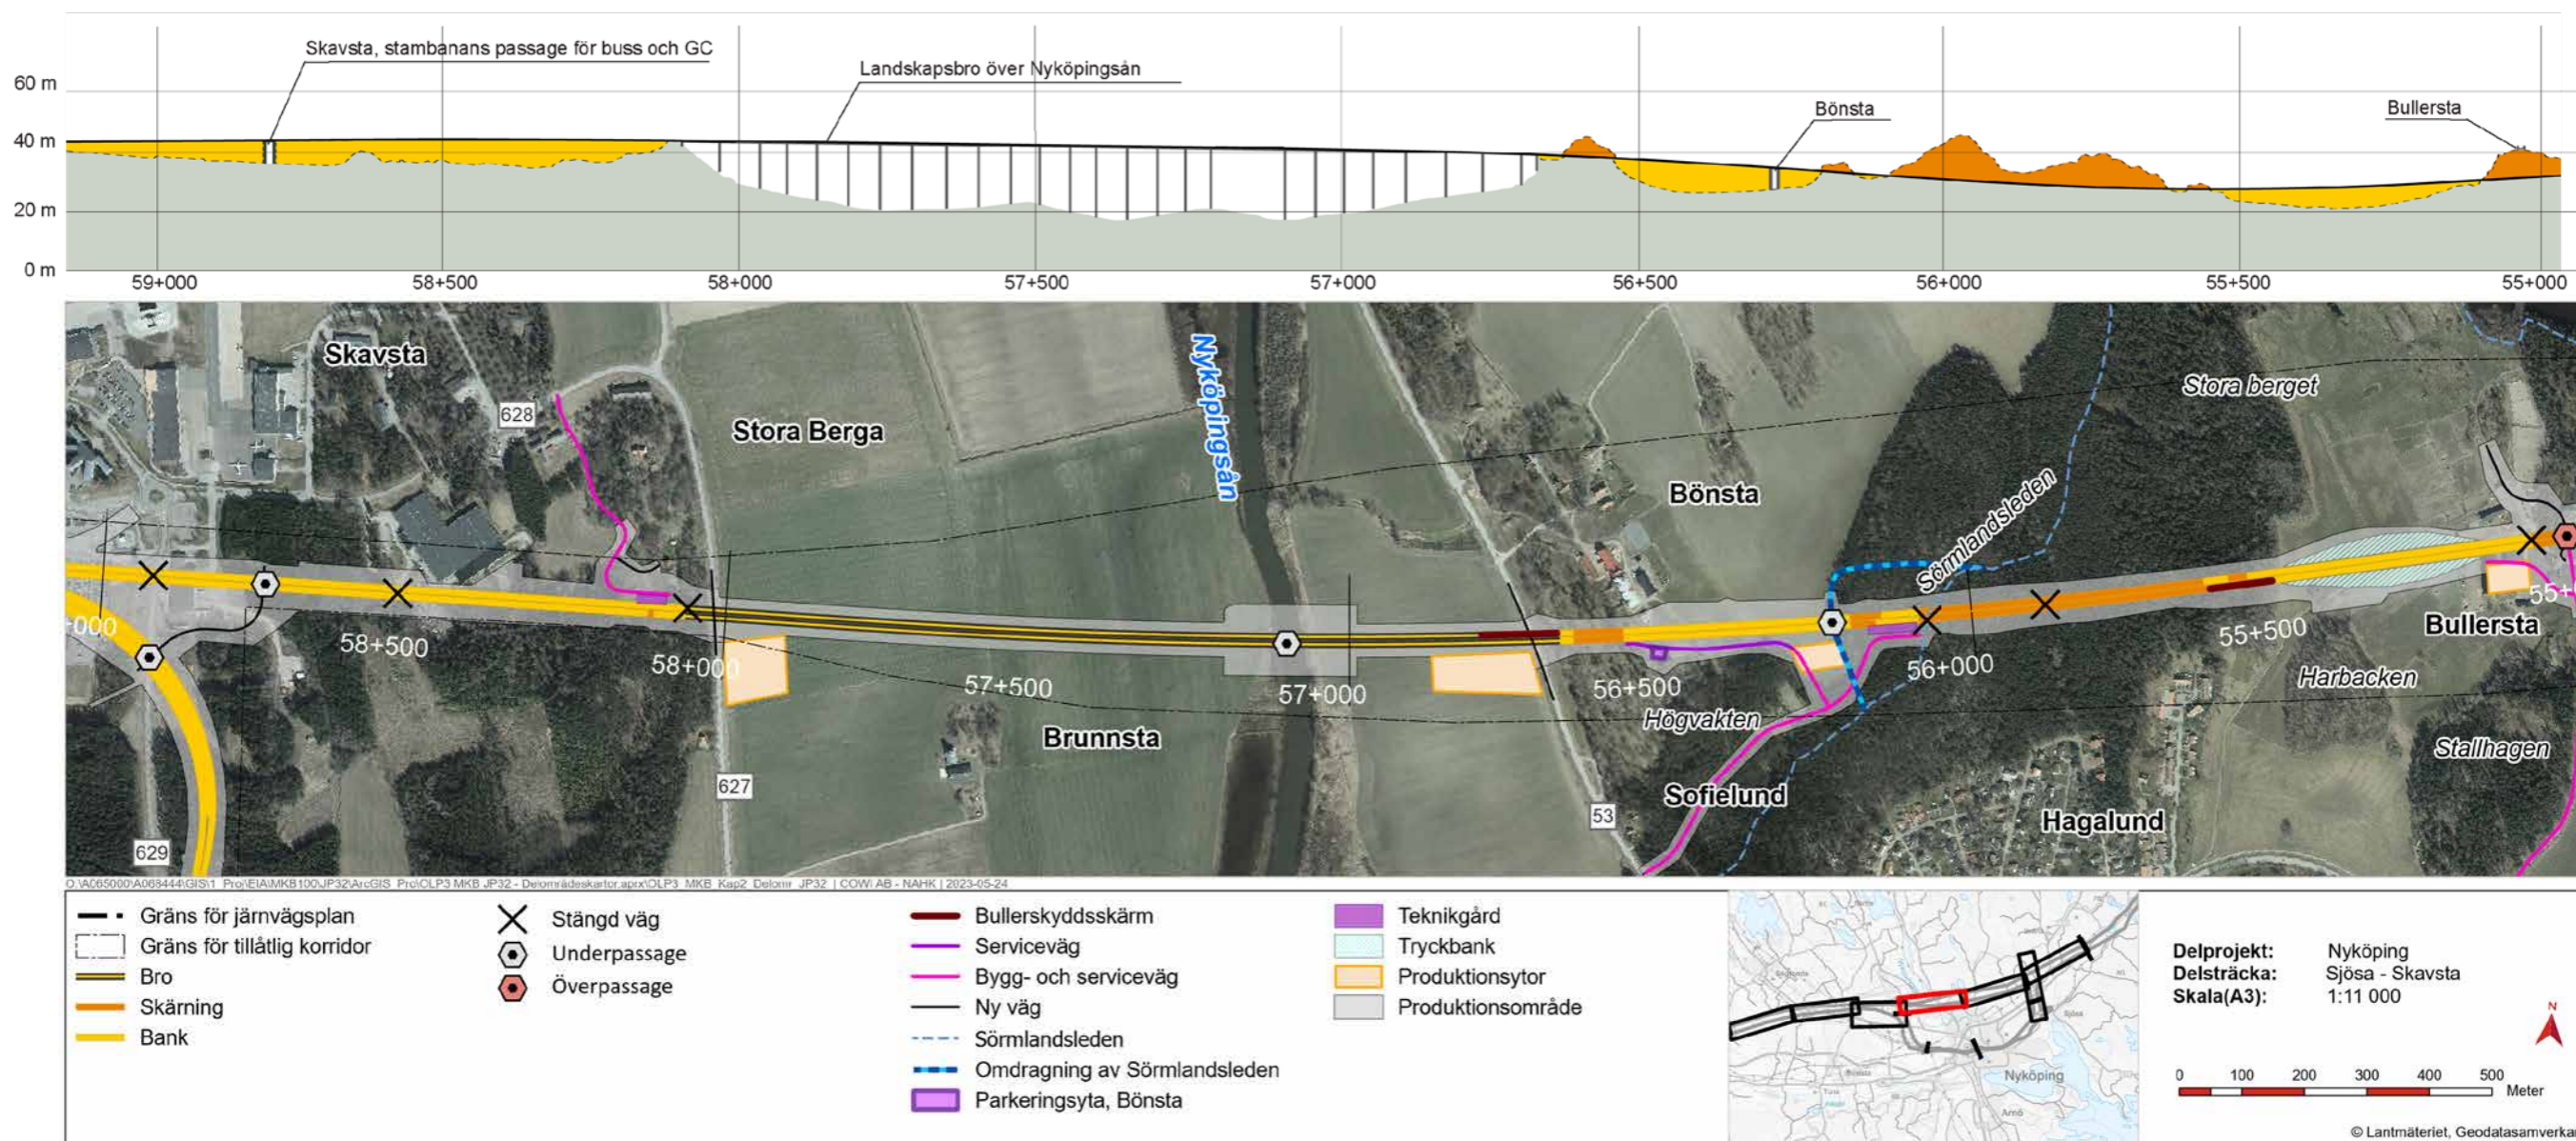 Skavsta, stambanans passage för buss och GC
Landskapsbro över Nyköpingsån
Bönsta
Bullersta
60 m
40 m
20 m
0 m
59+000
58+500
58+000
57+500
57+000
56+500
56+000
55+500
55+000
Skavsta
628
Stora Berga
Nyköpingsån
Bönsta
Stora berget
Sörmlandsleden
+000
58+500
58+000
57+500
57+000
56+500
56+000
55+500
55+
Bullersta
Harbacken
Högvakten
Brunnsta
Stallhagen
627
Sofielund
53
Hagalund
629
Gräns för järnvägsplan
Gräns för tillåtlig korridor
Bro
Skärning
Bank
Stängd väg
Underpassage
Överpassage
Bullerskyddsskärm
Serviceväg
Bygg- och serviceväg
Ny väg
Sörmlandsleden
Omdragning av Sörmlandsleden
Parkeringsyta, Bönsta
Teknikgård
Tryckbank
Produktionsytor
Produktionsområde
Sjösa
Nyköping
Arnö
Delprojekt: Nyköping
Delsträcka: Sjösa - Skavsta
Skala(A3): 1:11 000
N
0 100 200 300 400 500
Meter
© Lantmäteriet, Geodatasamverka